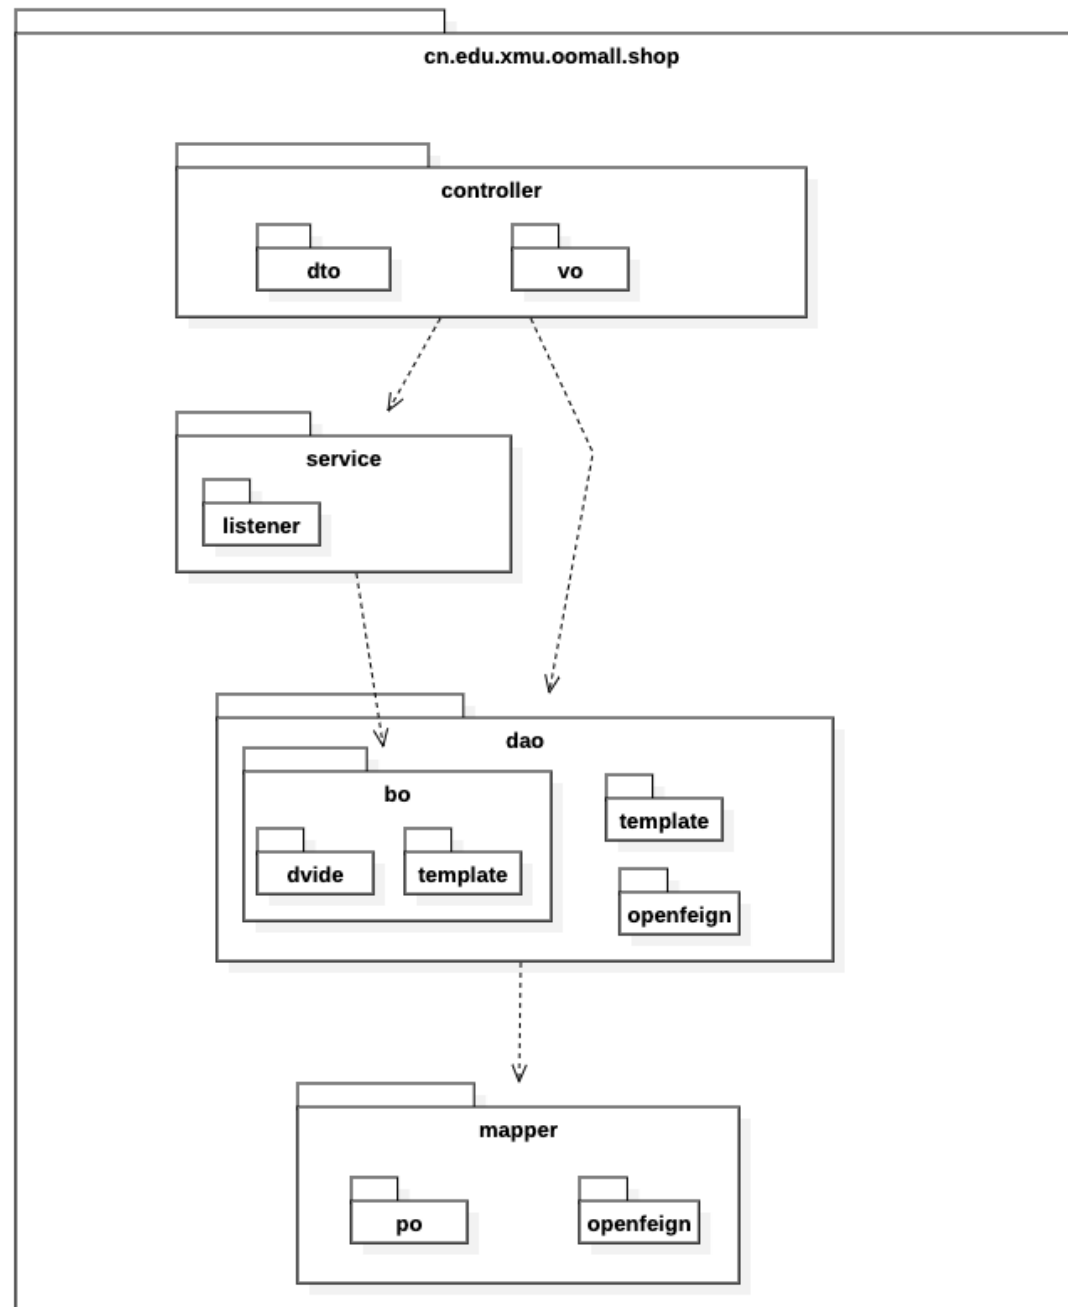 cn.edu.xmu.oomall.shop
controller
dto
vo
service
listener
dao
bo
template
dvide
template
openfeign
mapper
po
openfeign